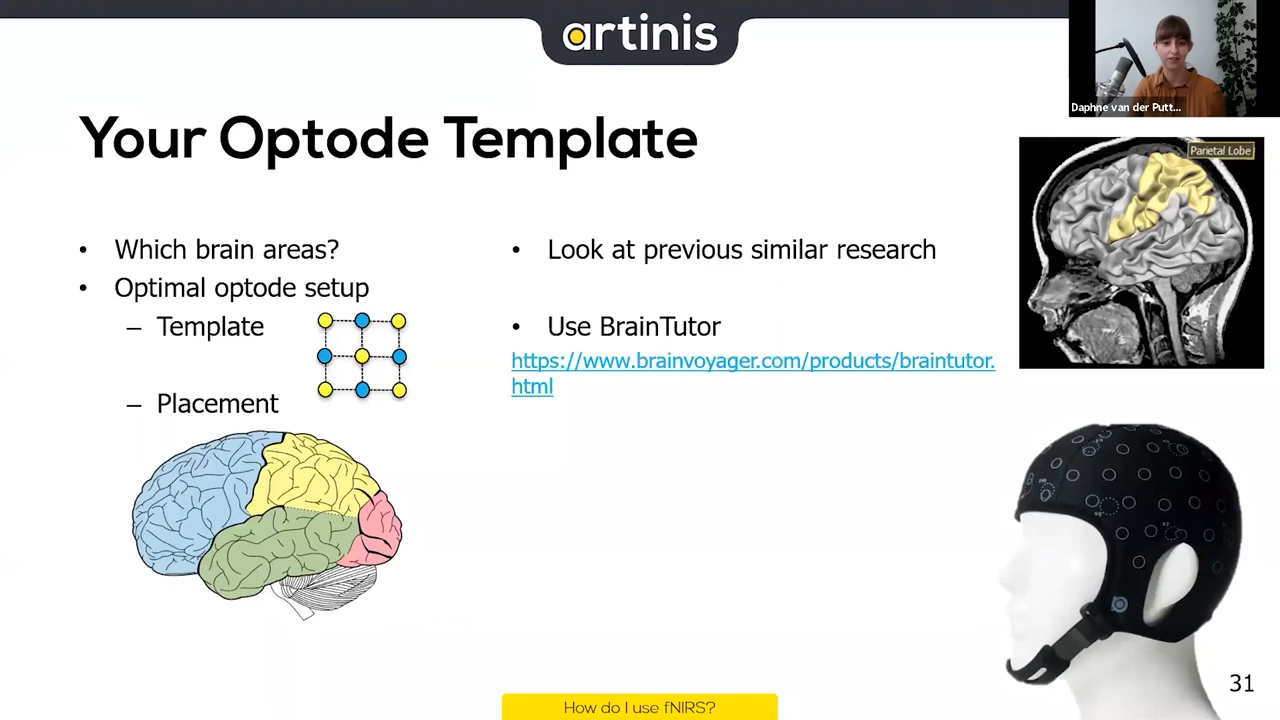 artinis
Daphne van der Putt...
Your Optode Template
Parietal Lobe
• Which brain areas?
• Optimal optode setup
– Template
– Placement
• Look at previous similar research
• Use BrainTutor
https://www.brainvoyager.com/products/braintutor.
html
How do I use fNIRS?
31